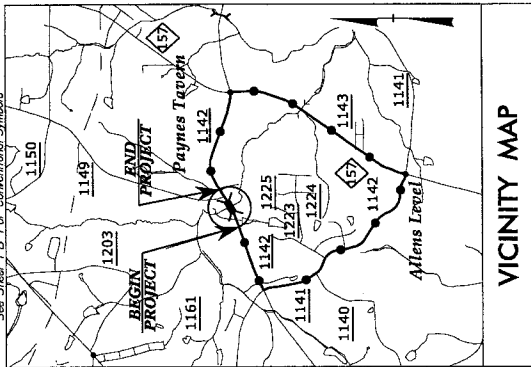 See Sheet 1-B For Conventional Symbols
1150
1149
1203
157
Paynes Tavern
1142
END
PROJECT
BEGIN
PROJECT
1161
1142
1225
1223
1224
1143
157
1142
1141
1141
1140
Allens Level
VICINITY MAP